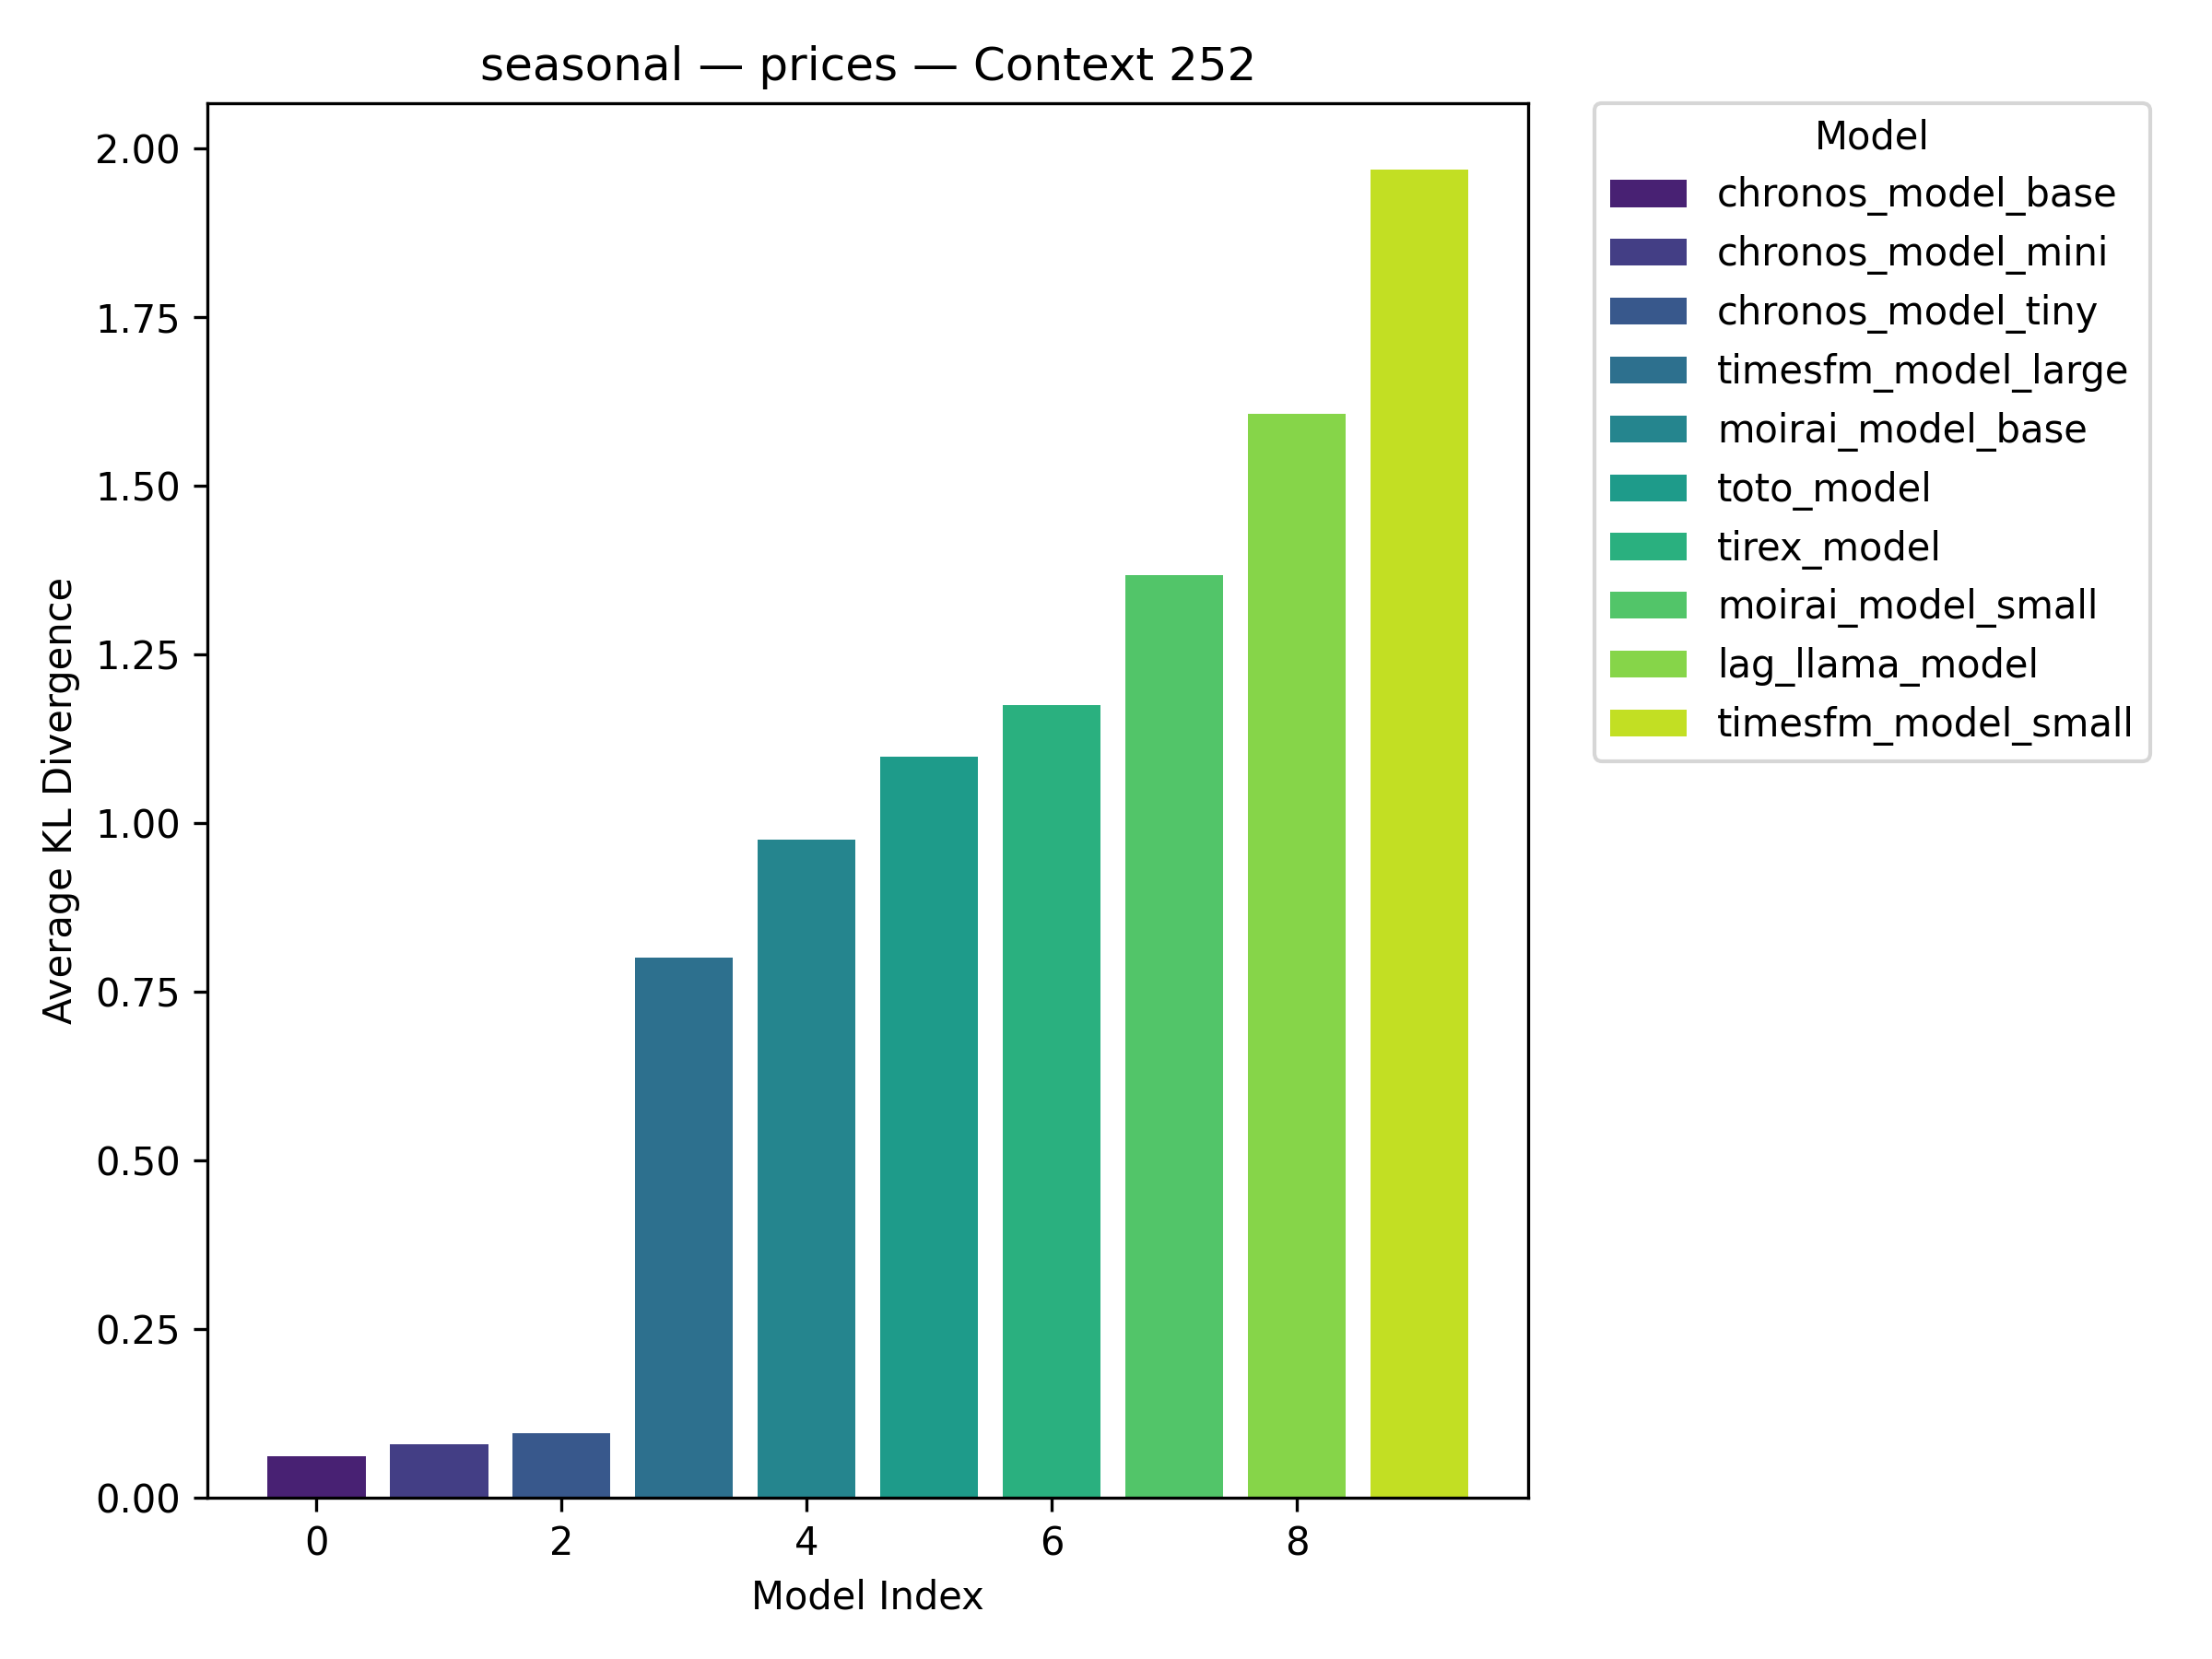 seasonal — prices — Context 252
2.00
1.75
1.50
1.25
1.00
0.75
0.50
0.25
0.00
Average KL Divergence
0 2 4 6 8
Model Index
Model
chronos_model_base
chronos_model_mini
chronos_model_tiny
timesfm_model_large
moirai_model_base
toto_model
tirex_model
moirai_model_small
lag_llama_model
timesfm_model_small